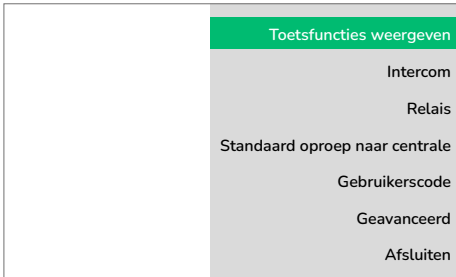 Toetsfuncties weergeven
Intercom
Relais
Standaard oproep naar centrale
Gebruikerscode
Geavanceerd
Afsluiten